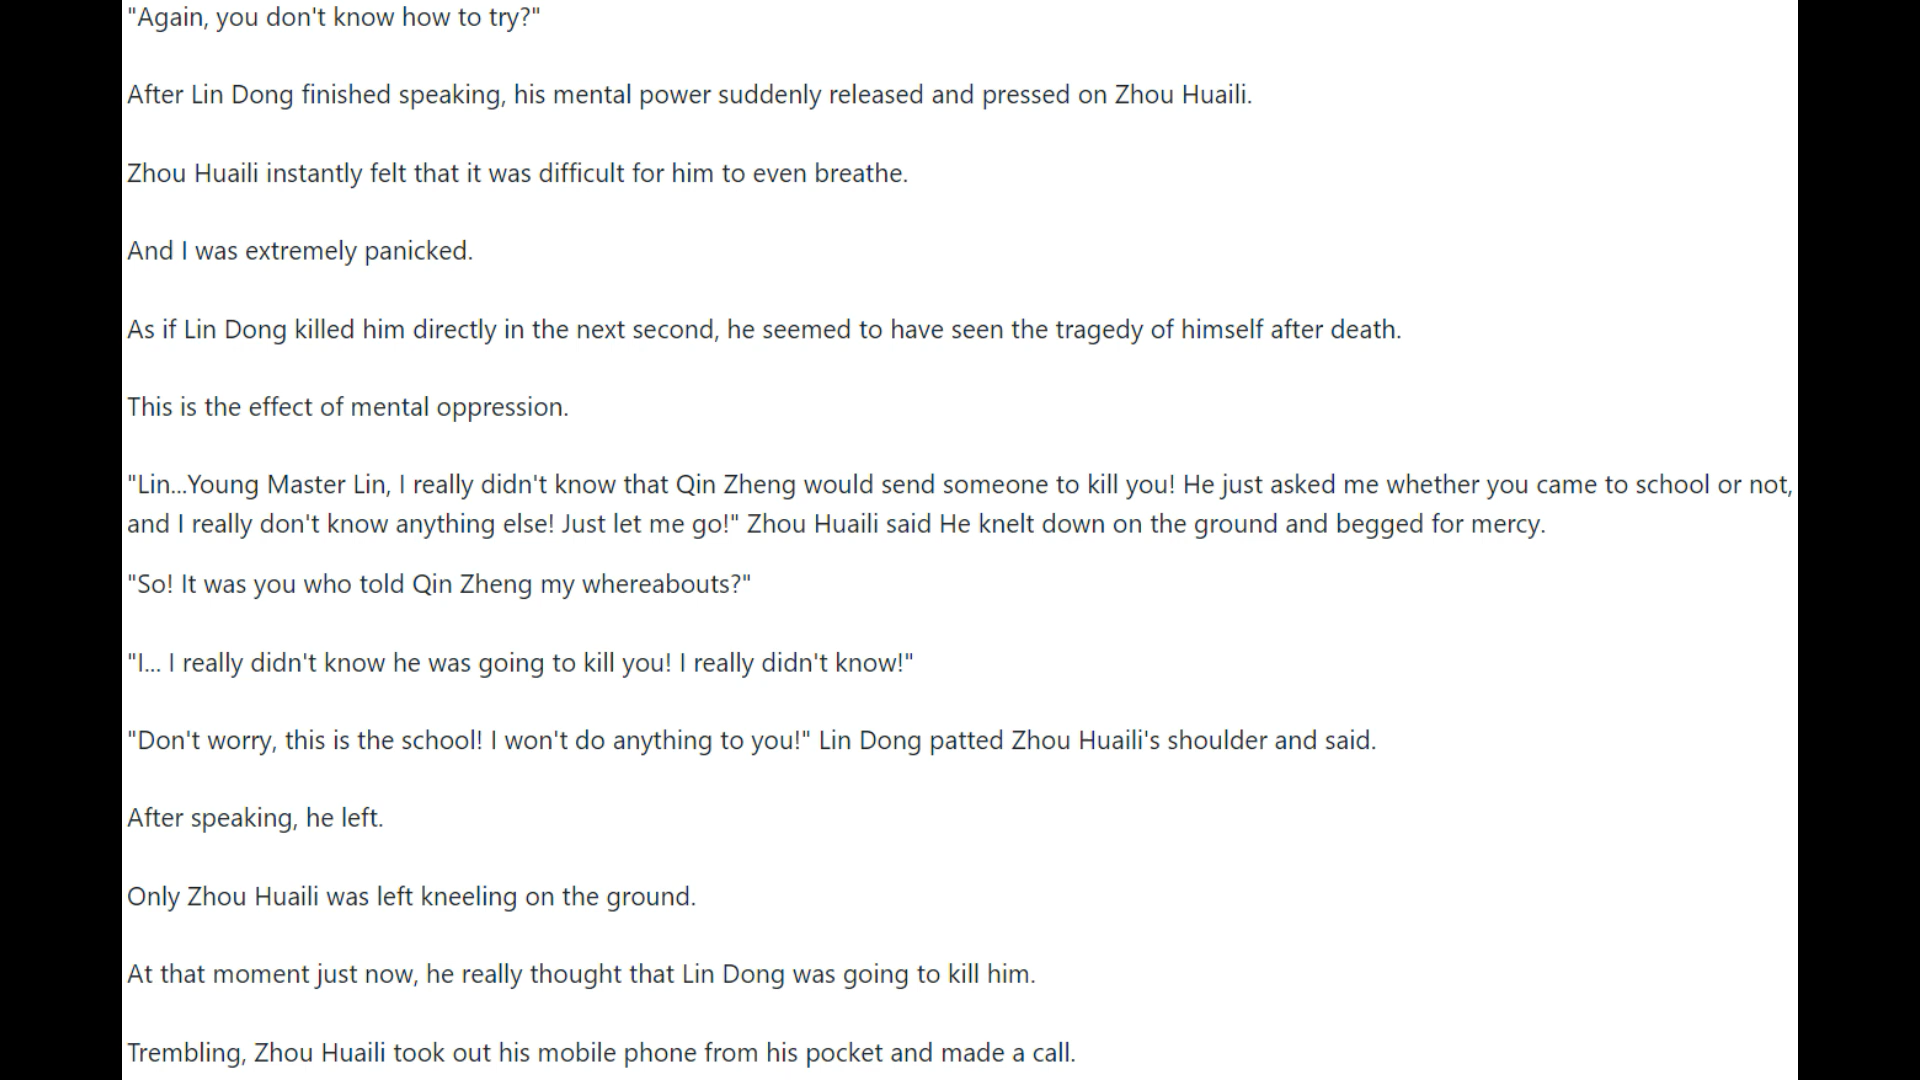 "Again, you don't know how to try?"
After Lin Dong finished speaking, his mental power suddenly released and pressed on Zhou Huaili.
Zhou Huaili instantly felt that it was difficult for him to even breathe.
And I was extremely panicked.
As if Lin Dong killed him directly in the next second, he seemed to have seen the tragedy of himself after death.
This is the effect of mental oppression.
"Lin...Young Master Lin, I really didn't know that Qin Zheng would send someone to kill you! He just asked me whether you came to school or not,
and I really don't know anything else! Just let me go!" Zhou Huaili said He knelt down on the ground and begged for mercy.
"So! It was you who told Qin Zheng my whereabouts?"
"I... I really didn't know he was going to kill you! I really didn't know!"
"Don't worry, this is the school! I won't do anything to you!" Lin Dong patted Zhou Huaili's shoulder and said.
After speaking, he left.
Only Zhou Huaili was left kneeling on the ground.
At that moment just now, he really thought that Lin Dong was going to kill him.
Trembling, Zhou Huaili took out his mobile phone from his pocket and made a call.